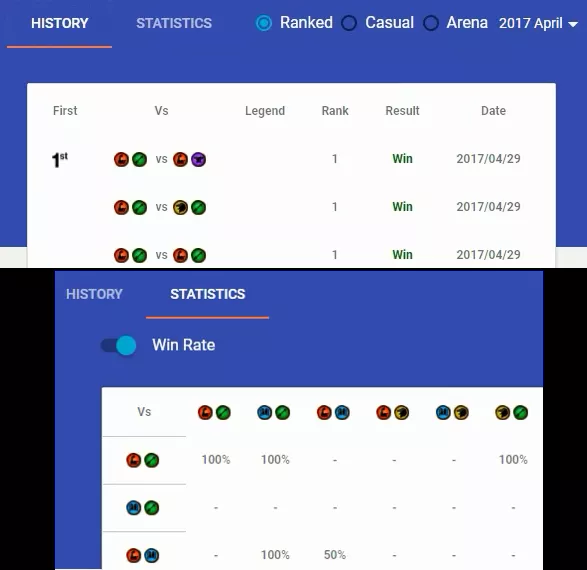 HISTORY STATISTICS Ranked Casual Arena 2017 April
First Vs Legend Rank Result Date
1st vs 1 Win 2017/04/29
vs 1 Win 2017/04/29
vs 1 Win 2017/04/29
HISTORY STATISTICS
Win Rate
Vs
100% 100% - - - 100%
- - - - - -
- 100% 50% - - -